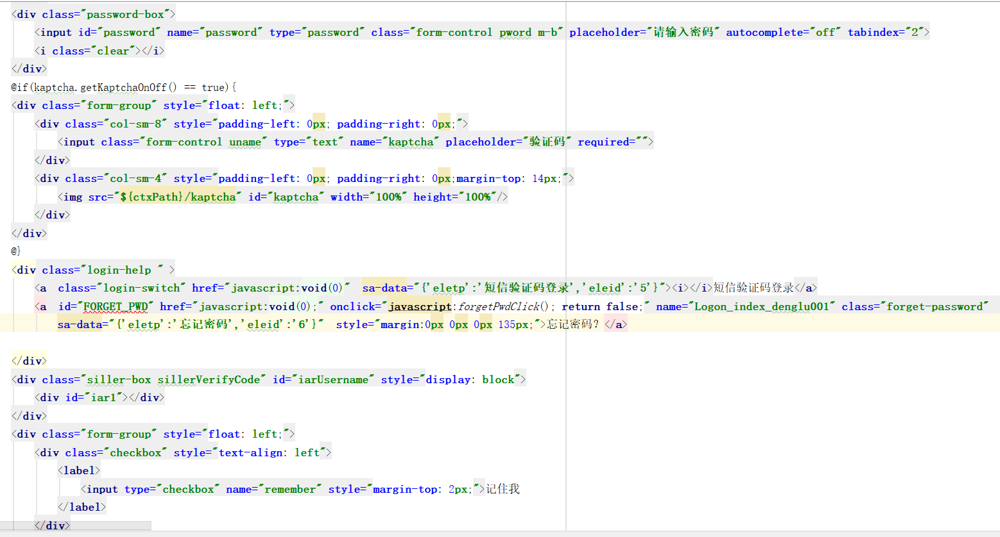 <div class="password-box">
<input id="password" name="password" type="password" class="form-control pword m-b" placeholder="请输入密码" autocomplete="off" tabindex="2">
<i class="clear"></i>
</div>
@if(kaptcha.getKaptchaOnOff() == true){
<div class="form-group" style="float: left;">
<div class="col-sm-8" style="padding-left: 0px; padding-right: 0px;">
<input class="form-control uname" type="text" name="kaptcha" placeholder="验证码" required="">
</div>
<div class="col-sm-4" style="padding-left: 0px; padding-right: 0px;margin-top: 14px;">
<img src="${ctxPath}/kaptcha" id="kaptcha" width="100%" height="100%"/>
</div>
</div>
@}
<div class="login-help " >
<a  class="login-switch" href="javascript:void(0)"  sa-data="{'eletp':'短信验证码登录','eleid':'5'}"><i></i>短信验证码登录</a>
<a  id="FORGET_PWD" href="javascript:void(0);" onclick="javascript:forgetPwdClick(); return false;" name="Logon_index_denglu001" class="forget-password"
sa-data="{'eletp':'忘记密码','eleid':'6'}"  style="margin:0px 0px 0px 135px;">忘记密码？</a>
</div>
<div class="siller-box sillerVerifyCode" id="iarUsername" style="display: block">
<div id="iar1"></div>
</div>
<div class="form-group" style="float: left;">
<div class="checkbox" style="text-align: left">
<label>
<input type="checkbox" name="remember" style="margin-top: 2px;">记住我
</label>
</div>